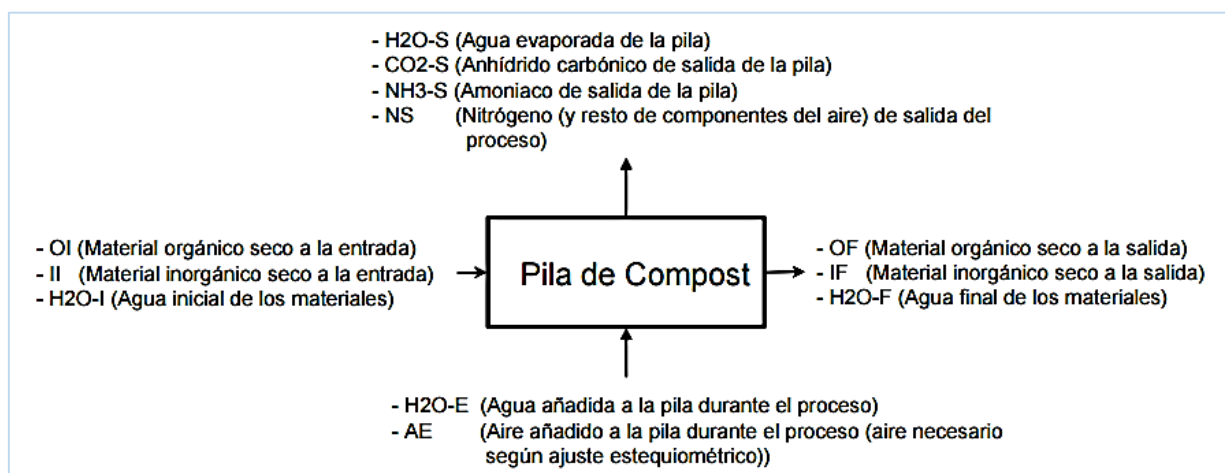 - H2O-S (Agua evaporada de la pila)
- CO2-S (Anhídrido carbónico de salida de la pila)
- NH3-S (Amoniaco de salida de la pila)
- NS (Nitrógeno (y resto de componentes del aire) de salida del
proceso)
- OI (Material orgánico seco a la entrada)
- II (Material inorgánico seco a la entrada)
- H2O-I (Agua inicial de los materiales)
Pila de Compost
- OF (Material orgánico seco a la salida)
- IF (Material inorgánico seco a la salida)
- H2O-F (Agua final de los materiales)
- H2O-E (Agua añadida a la pila durante el proceso)
- AE (Aire añadido a la pila durante el proceso (aire necesario
según ajuste estequiométrico))